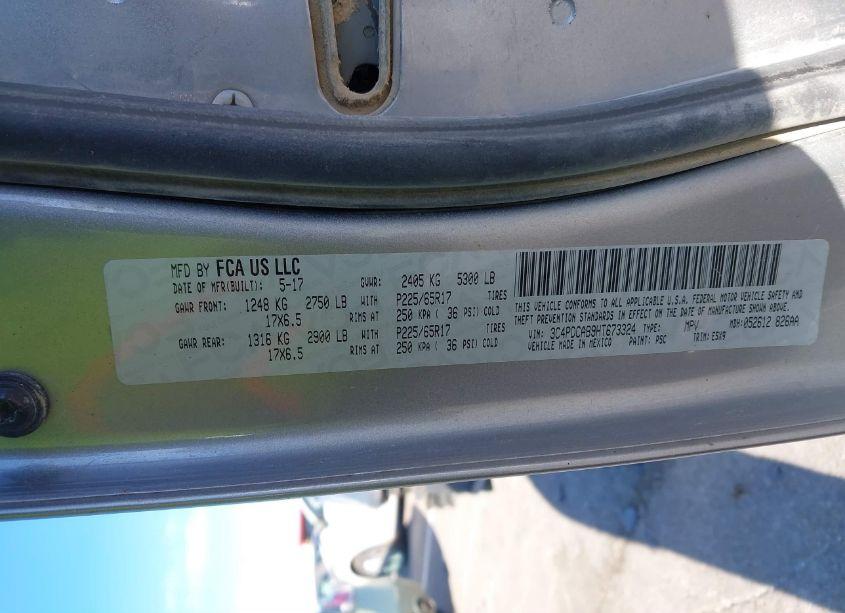 MFD BY FCA US LLC
DATE OF MFR(BUILT): 5-17 GVWR: 2405 KG 5300 LB
GAWR FRONT: 1248 KG 2750 LB WITH P225/65R17 TIRES
17X6.5 RIMS AT 250 KPA ( 36 PSI) COLD
GAWR REAR: 1316 KG 2900 LB WITH P225/65R17 TIRES
17X6.5 RIMS AT 250 KPA ( 36 PSI) COLD
THIS VEHICLE CONFORMS TO ALL APPLICABLE U.S.A. FEDERAL MOTOR VEHICLE SAFETY AND
THEFT PREVENTION STANDARDS IN EFFECT ON THE DATE OF MANUFACTURE SHOWN ABOVE.
VIN: 3C4PDCAB9HT673324 TYPE: MPV MDH: 052612 826AA
VEHICLE MADE IN MEXICO PAINT: PSC TRIM: E5X9